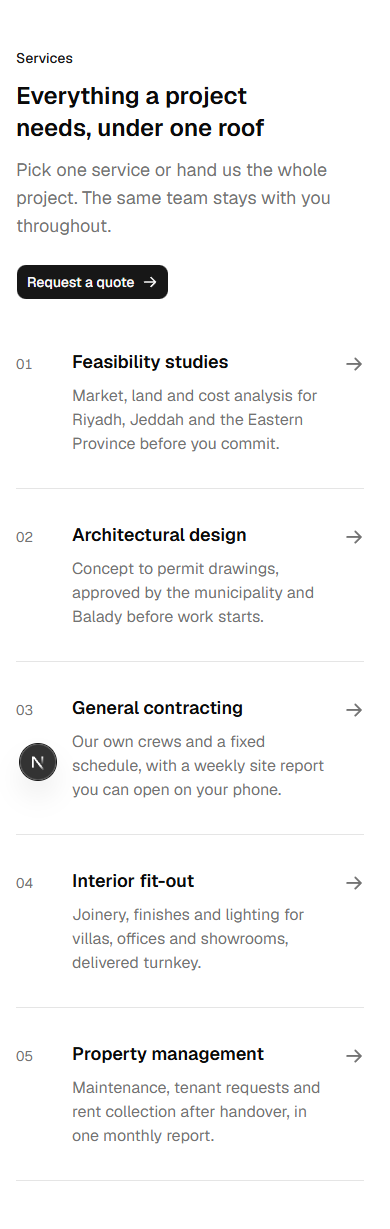 Services
Everything a project
needs, under one roof
Pick one service or hand us the whole
project. The same team stays with you
throughout.
Request a quote →
01 Feasibility studies →
Market, land and cost analysis for
Riyadh, Jeddah and the Eastern
Province before you commit.
02 Architectural design →
Concept to permit drawings,
approved by the municipality and
Balady before work starts.
03 General contracting →
Our own crews and a fixed
schedule, with a weekly site report
you can open on your phone.
N
04 Interior fit-out →
Joinery, finishes and lighting for
villas, offices and showrooms,
delivered turnkey.
05 Property management →
Maintenance, tenant requests and
rent collection after handover, in
one monthly report.